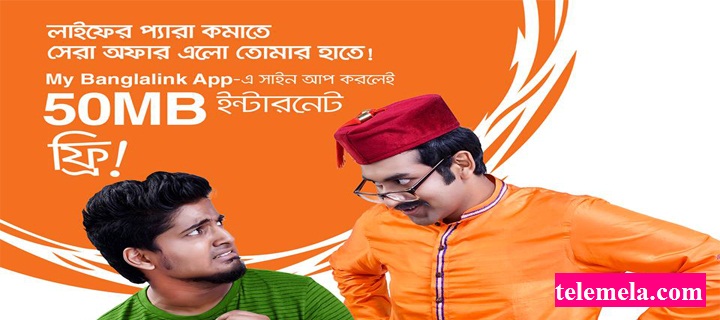 লাইফের প্যারা কমাতে
সেরা অফার এলো তোমার হাতে!
My Banglalink App-এ সাইন আপ করলেই
50MB ইন্টারনেট
ফ্রি!
telemela.com